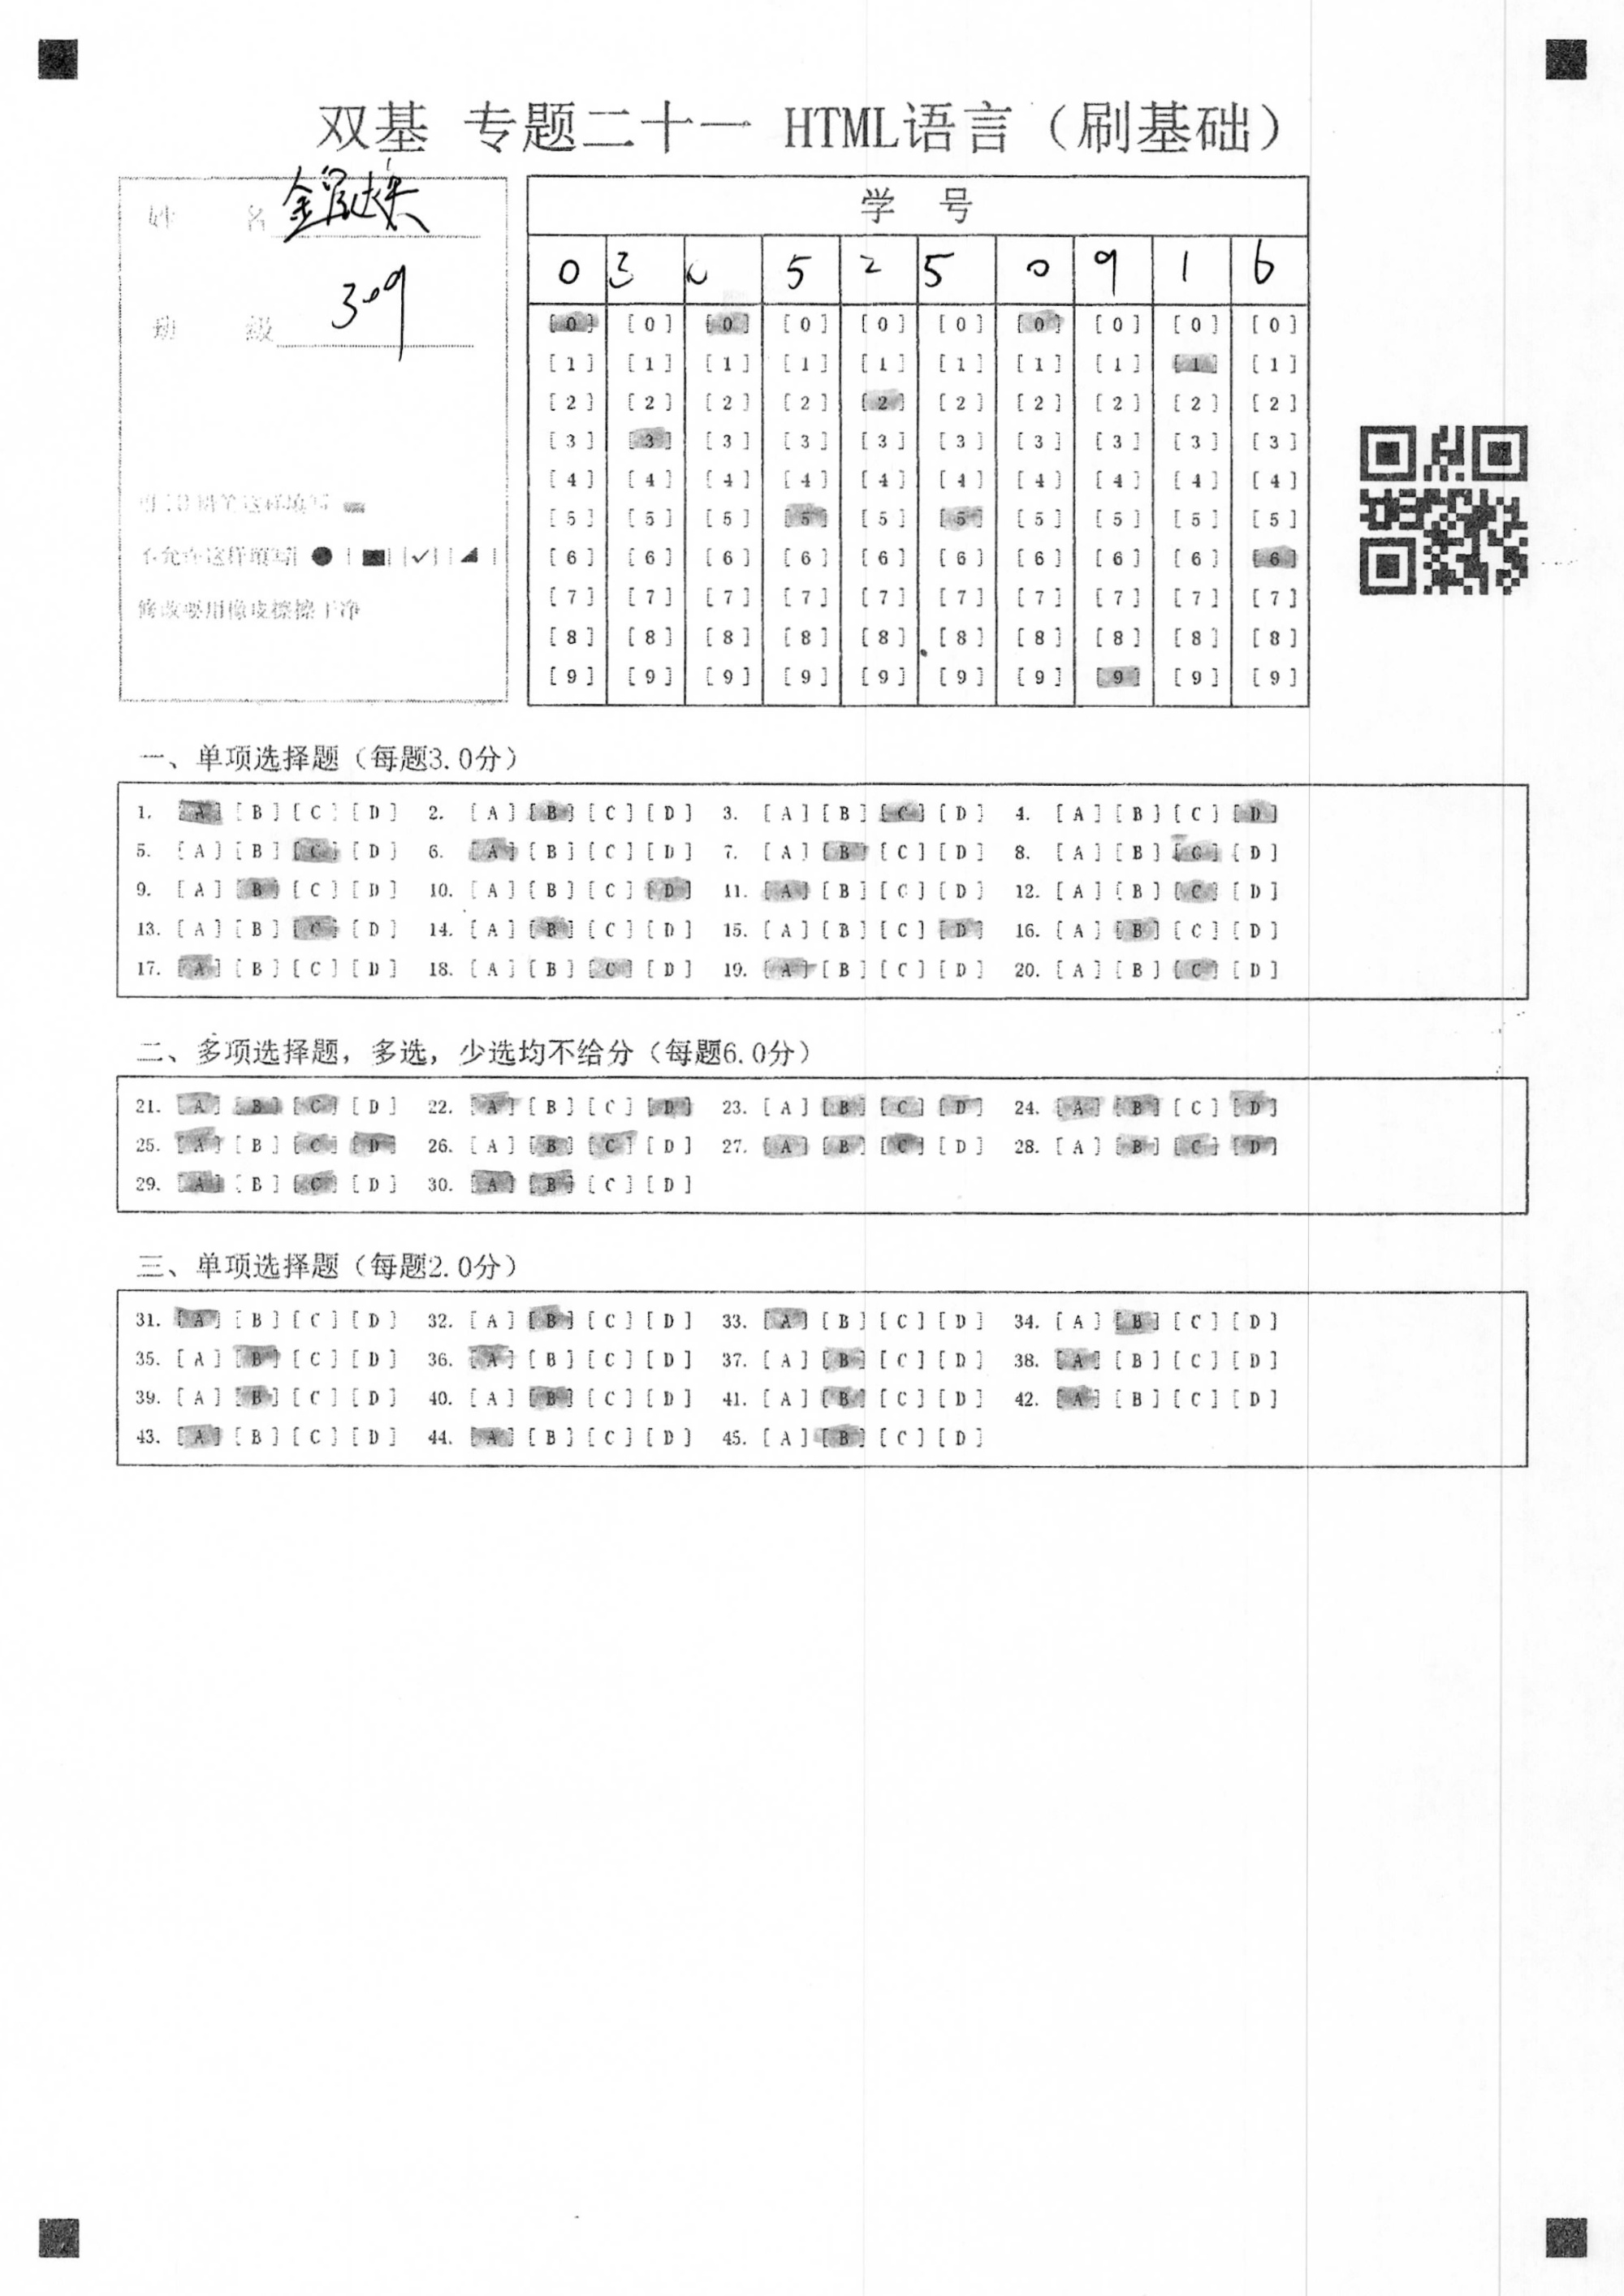 双基 专题二十一 HTML语言（刷基础）
姓 名
班 级 309
不允许这样填写
修改要用橡皮擦擦干净
学 号
0 3 0 5 2 5 0 9 1 6
[0] [0] [0] [0] [0] [0] [0] [0] [0] [0]
[1] [1] [1] [1] [1] [1] [1] [1] [1] [1]
[2] [2] [2] [2] [2] [2] [2] [2] [2] [2]
[3] [3] [3] [3] [3] [3] [3] [3] [3] [3]
[4] [4] [4] [4] [4] [4] [4] [4] [4] [4]
[5] [5] [5] [5] [5] [5] [5] [5] [5] [5]
[6] [6] [6] [6] [6] [6] [6] [6] [6] [6]
[7] [7] [7] [7] [7] [7] [7] [7] [7] [7]
[8] [8] [8] [8] [8] [8] [8] [8] [8] [8]
[9] [9] [9] [9] [9] [9] [9] [9] [9] [9]
一、单项选择题（每题3.0分）
1. [A] [B] [C] [D] 2. [A] [B] [C] [D] 3. [A] [B] [C] [D] 4. [A] [B] [C] [D]
5. [A] [B] [C] [D] 6. [A] [B] [C] [D] 7. [A] [B] [C] [D] 8. [A] [B] [C] [D]
9. [A] [B] [C] [D] 10. [A] [B] [C] [D] 11. [A] [B] [C] [D] 12. [A] [B] [C] [D]
13. [A] [B] [C] [D] 14. [A] [B] [C] [D] 15. [A] [B] [C] [D] 16. [A] [B] [C] [D]
17. [A] [B] [C] [D] 18. [A] [B] [C] [D] 19. [A] [B] [C] [D] 20. [A] [B] [C] [D]
二、多项选择题，多选，少选均不给分（每题6.0分）
21. [A] [B] [C] [D] 22. [A] [B] [C] [D] 23. [A] [B] [C] [D] 24. [A] [B] [C] [D]
25. [A] [B] [C] [D] 26. [A] [B] [C] [D] 27. [A] [B] [C] [D] 28. [A] [B] [C] [D]
29. [A] [B] [C] [D] 30. [A] [B] [C] [D]
三、单项选择题（每题2.0分）
31. [A] [B] [C] [D] 32. [A] [B] [C] [D] 33. [A] [B] [C] [D] 34. [A] [B] [C] [D]
35. [A] [B] [C] [D] 36. [A] [B] [C] [D] 37. [A] [B] [C] [D] 38. [A] [B] [C] [D]
39. [A] [B] [C] [D] 40. [A] [B] [C] [D] 41. [A] [B] [C] [D] 42. [A] [B] [C] [D]
43. [A] [B] [C] [D] 44. [A] [B] [C] [D] 45. [A] [B] [C] [D]